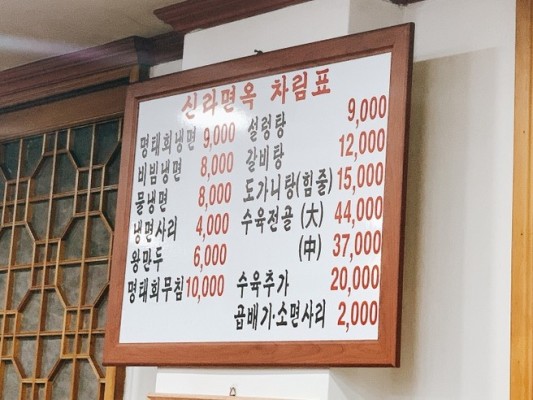 신라면옥 차림표
명태회냉면 9,000
비빔냉면 8,000
물냉면 8,000
냉면사리 4,000
왕만두 6,000
명태회무침 10,000
설렁탕 9,000
갈비탕 12,000
도가니탕(힘줄) 15,000
수육전골 (大) 44,000
(中) 37,000
수육추가 20,000
곱배기·소면사리 2,000